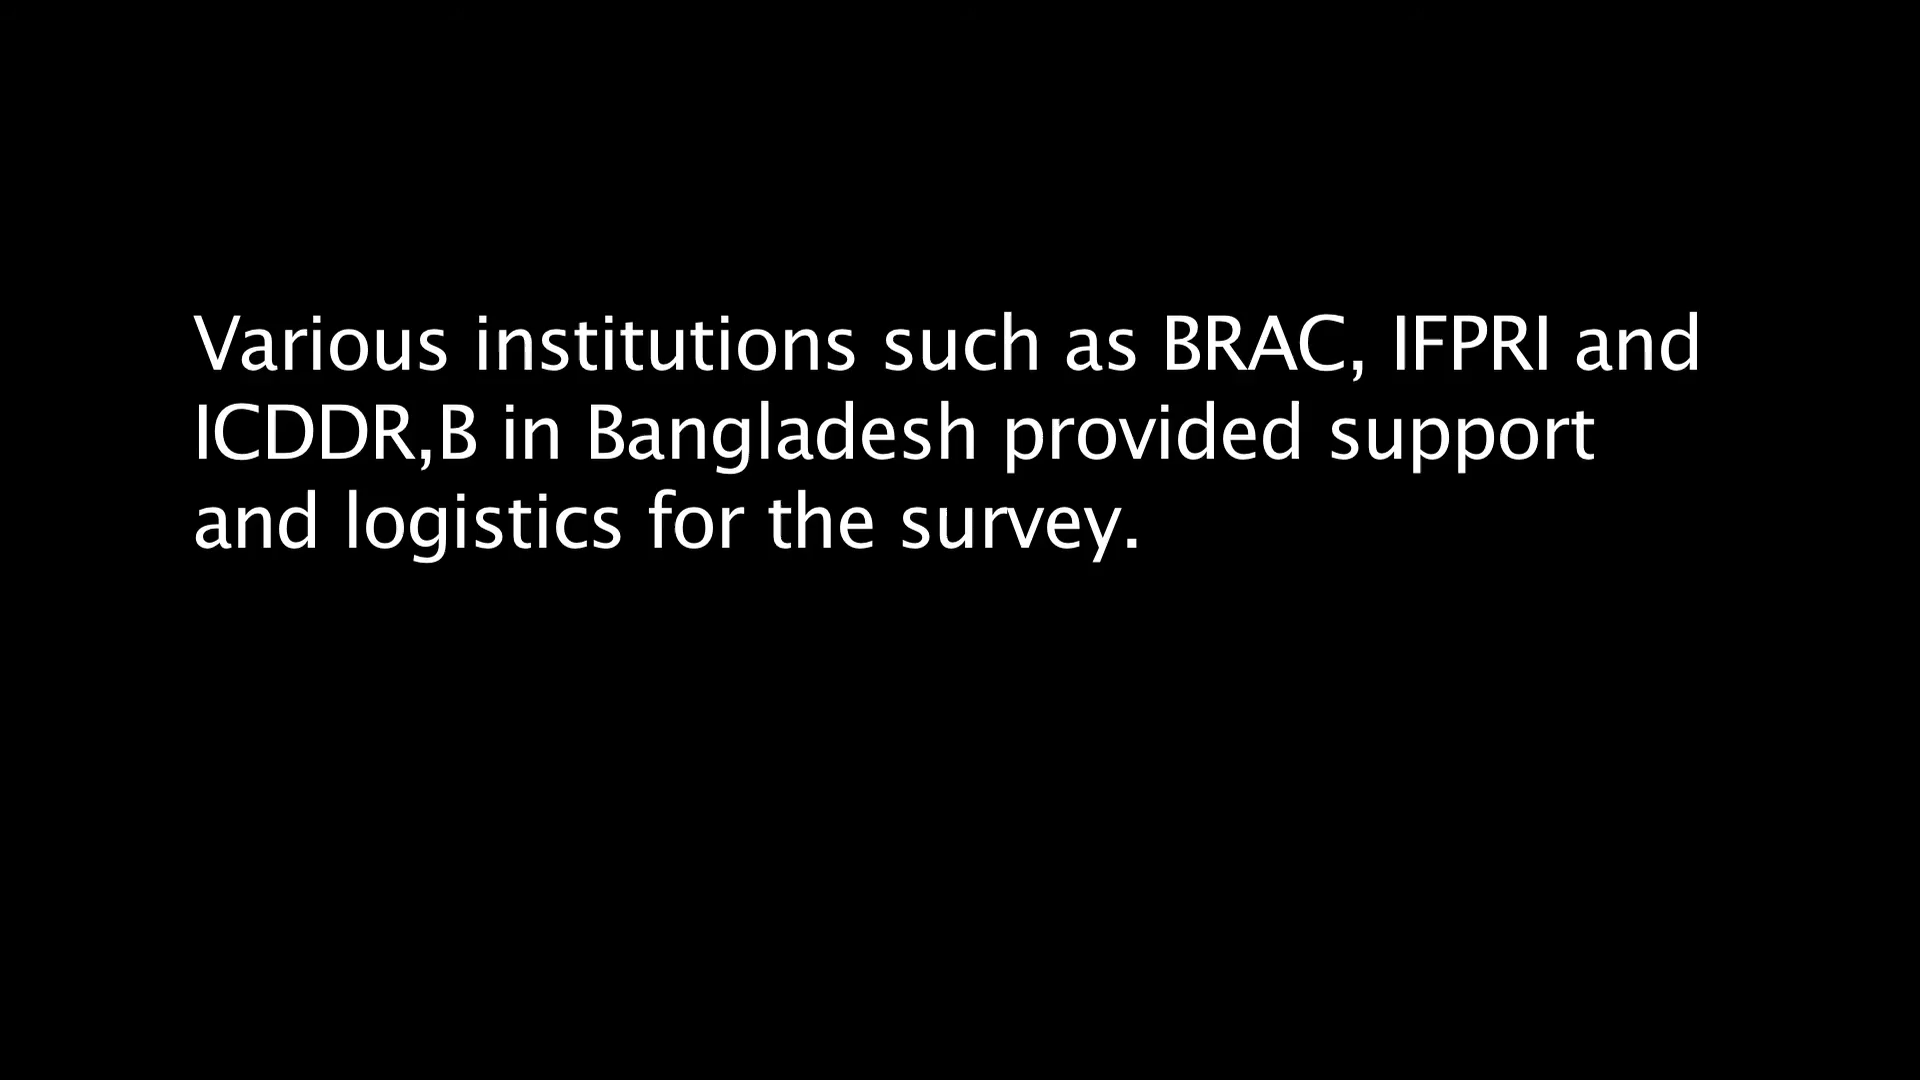 Various institutions such as BRAC, IFPRI and
ICDDR,B in Bangladesh provided support
and logistics for the survey.